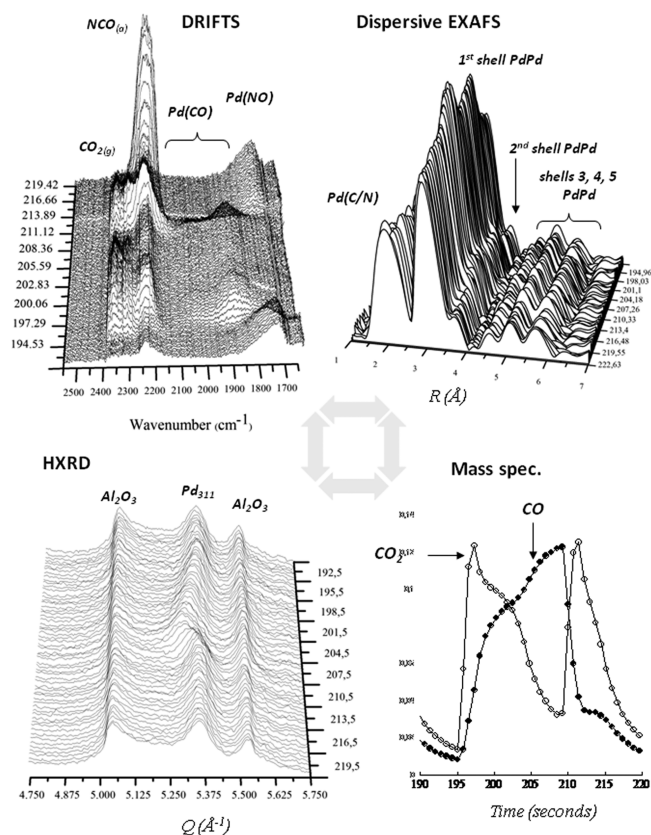 DRIFTS
NCO(a)
Pd(CO)
Pd(NO)
CO2(g)
219.42
216.66
213.89
211.12
208.36
205.59
202.83
200.06
197.29
194.53
2500 2400 2300 2200 2100 2000 1900 1800 1700
Wavenumber (cm-1)
Dispersive EXAFS
1st shell PdPd
2nd shell PdPd
shells 3, 4, 5
PdPd
Pd(C/N)
194,96
198,03
201,1
204,18
207,26
210,33
213,4
216,48
219,55
222,63
1 2 3 4 5 6 7
R (Å)
HXRD
Al2O3 Pd311 Al2O3
192,5
195,5
198,5
201,5
204,5
207,5
210,5
213,5
216,5
219,5
4.750 4.875 5.000 5.125 5.250 5.375 5.500 5.625 5.750
Q (Å-1)
Mass spec.
CO
CO2
190 195 200 205 210 215 220
Time (seconds)